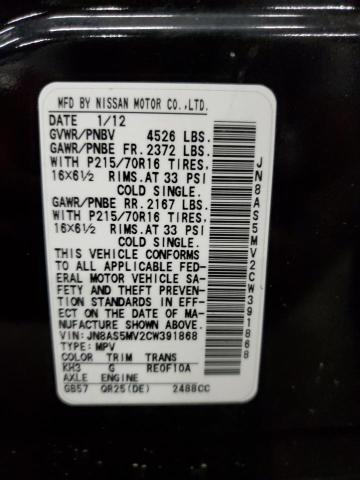 MFD BY NISSAN MOTOR CO.,LTD.
DATE 1/12
GVWR/PNBV 4526 LBS.
GAWR/PNBE FR. 2372 LBS.
WITH P215/70R16 TIRES,
16X6½ RIMS.AT 33 PSI
COLD SINGLE.
GAWR/PNBE RR. 2167 LBS.
WITH P215/70R16 TIRES,
16X6½ RIMS.AT 33 PSI
COLD SINGLE.
THIS VEHICLE CONFORMS
TO ALL APPLICABLE FED-
ERAL MOTOR VEHICLE SA-
FETY AND THEFT PREVENTION
STANDARDS IN EFFECT
ON THE DATE OF MA-
NUFACTURE SHOWN ABOVE.
VIN: JN8AS5MV2CW391868
TYPE: MPV
COLOR TRIM TRANS
KH3 G RE0F10A
AXLE ENGINE
GB57 QR25(DE) 2488CC
JN8AS5MV2CW391868